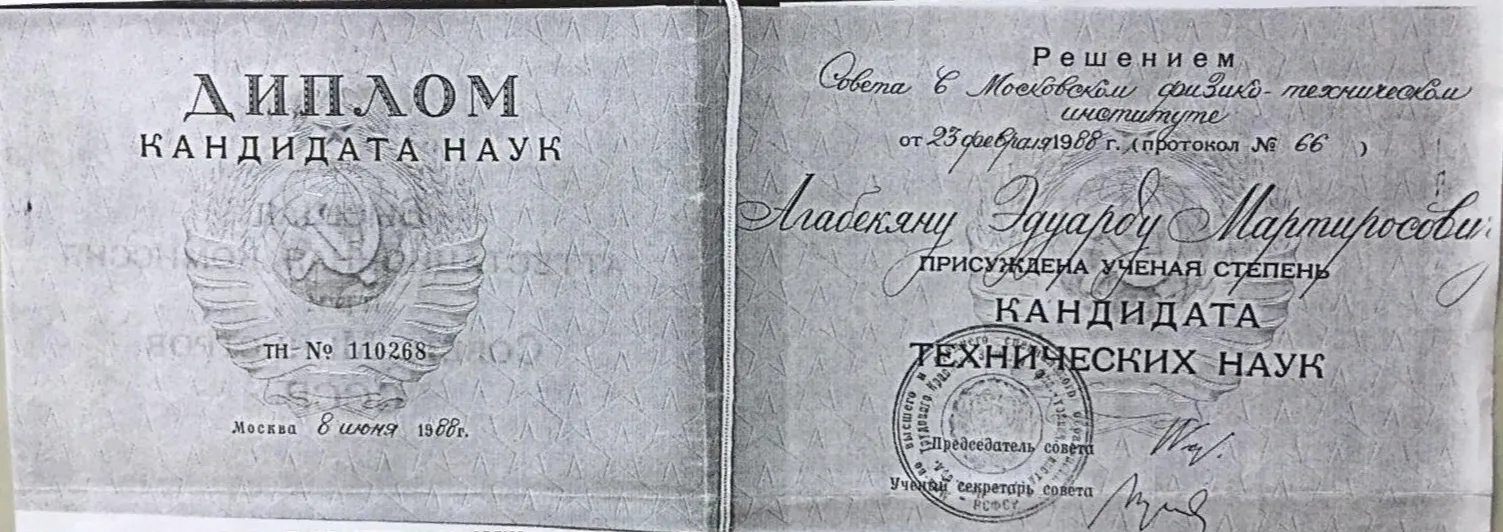 ДИПЛОМ
КАНДИДАТА НАУК
ТН № 110268
Москва 8 июня 1988г.
Решением
Совета в Московском физико-техническом
институте
от 23 февраля 1988 г. (протокол № 66 )
Агабекяну Эдуарду Мартиросови
ПРИСУЖДЕНА УЧЕНАЯ СТЕПЕНЬ
КАНДИДАТА
ТЕХНИЧЕСКИХ НАУК
Председатель совета
Ученый секретарь совета
РСФСР